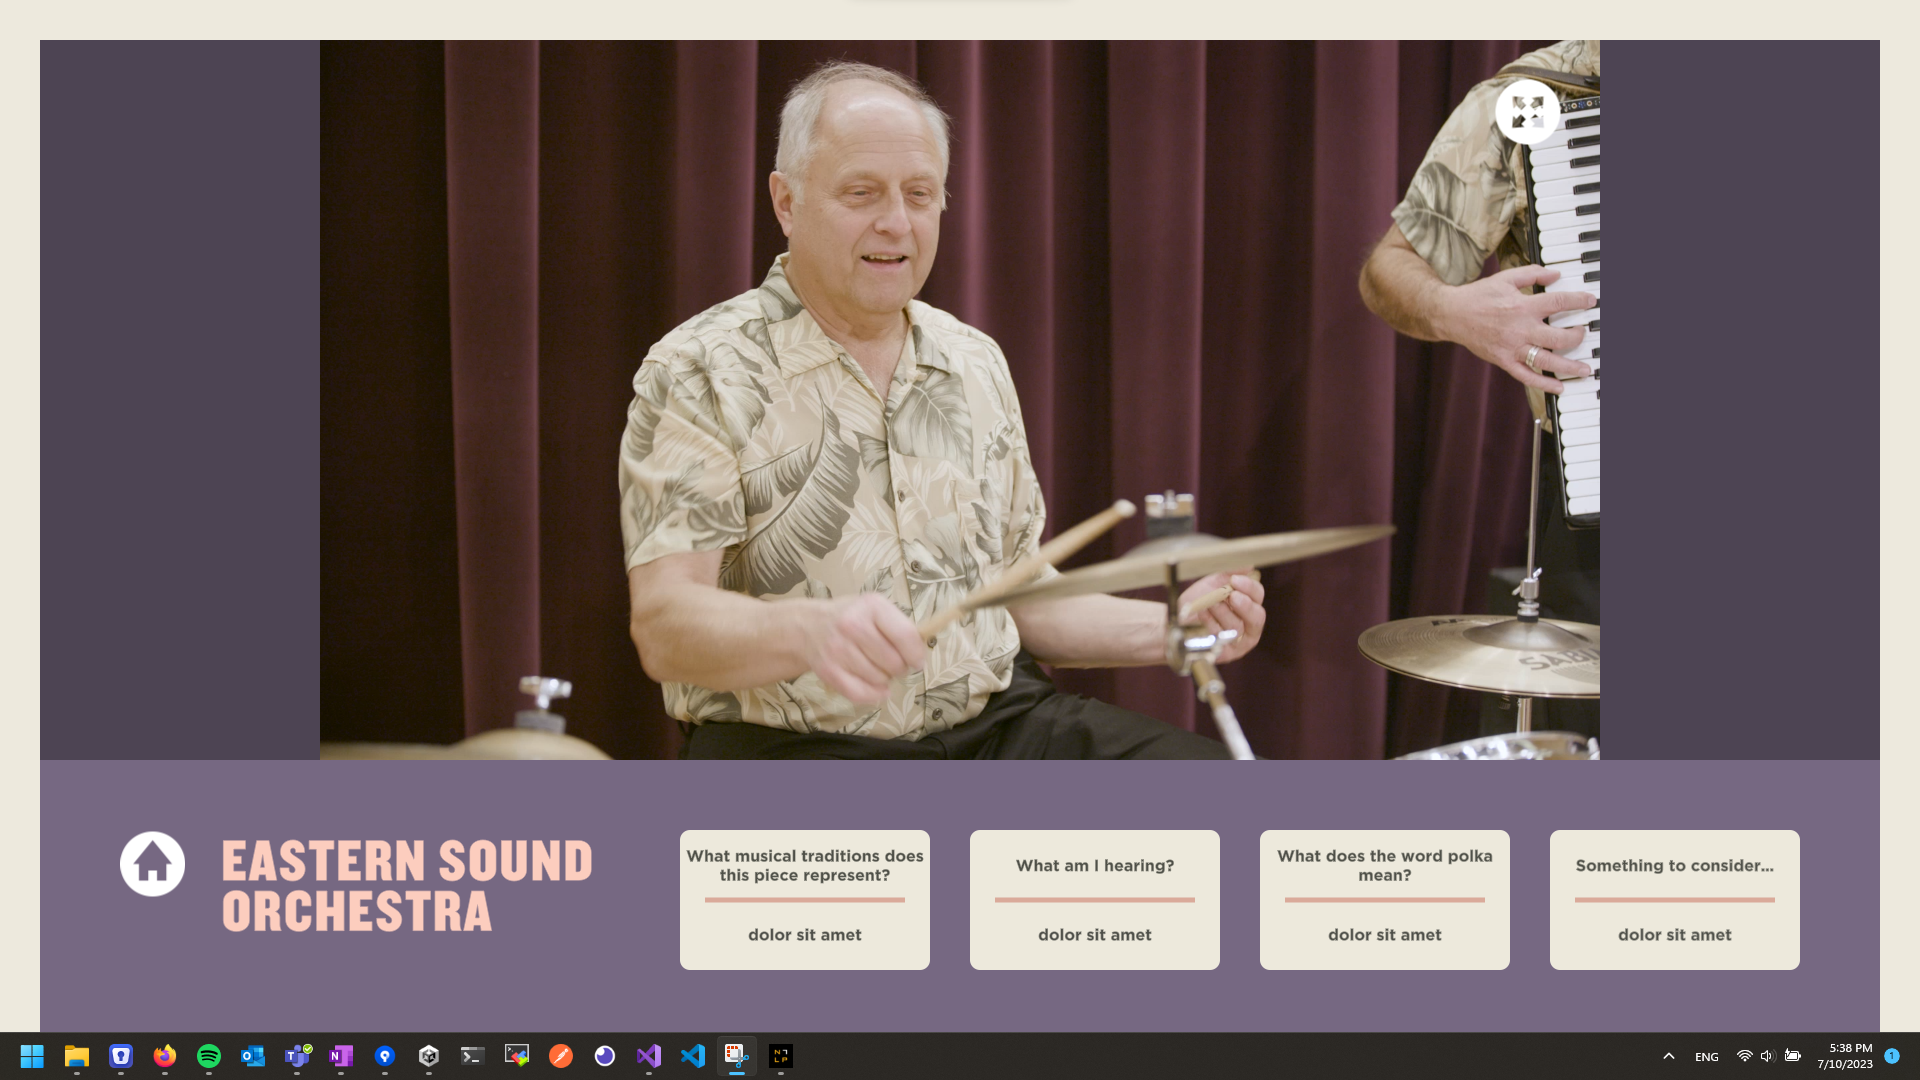 SABI
EASTERN SOUND
ORCHESTRA
What musical traditions does
this piece represent?
dolor sit amet
What am I hearing?
dolor sit amet
What does the word polka
mean?
dolor sit amet
Something to consider...
dolor sit amet
ENG
5:38 PM
7/10/2023
1